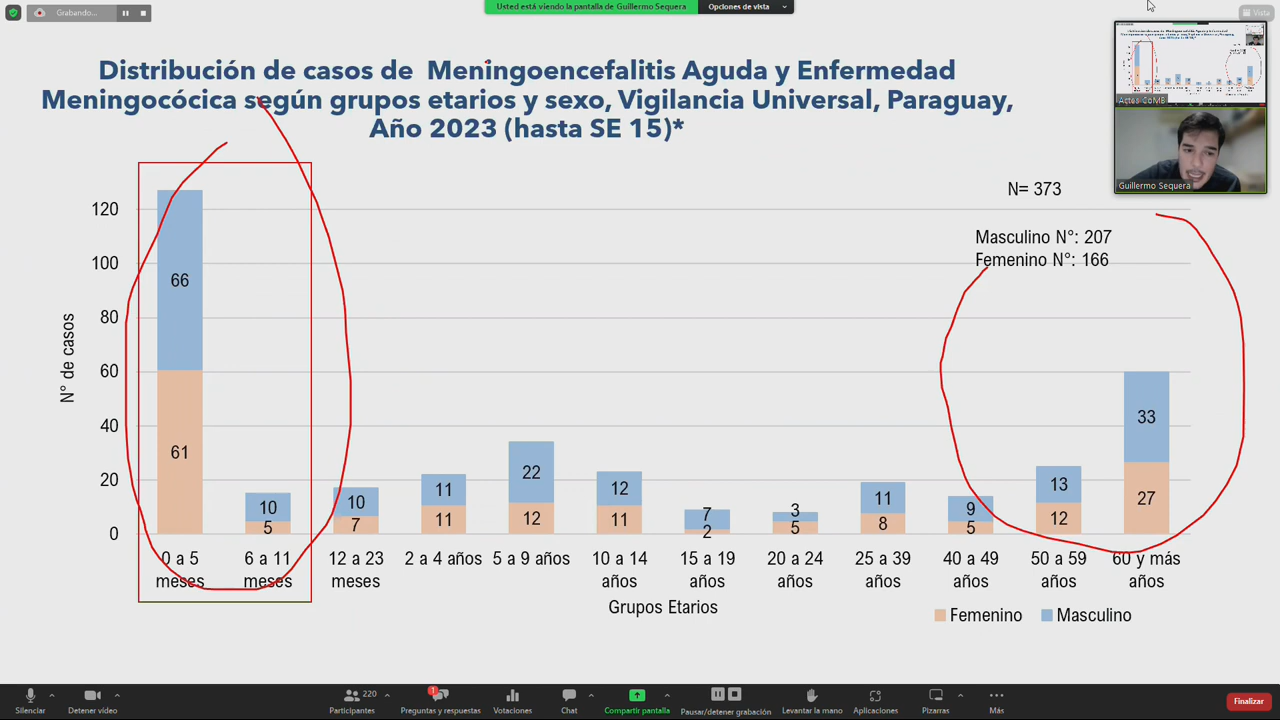 Grabando...
Usted está viendo la pantalla de Guillermo Sequera
Opciones de vista
Vista
Distribución de casos de Meningoencefalitis Aguda y Enfermedad
Meningocócica según grupos etarios y sexo, Vigilancia Universal, Paraguay,
Año 2023 (hasta SE 15)*
Actos CoMB
Guillermo Sequera
N= 373
Masculino N°: 207
Femenino N°: 166
N° de casos
120
100
80
60
40
20
0
66
61
10
5
10
7
11
11
22
12
12
11
7
2
3
5
11
8
9
5
13
12
33
27
0 a 5 meses
6 a 11 meses
12 a 23 meses
2 a 4 años
5 a 9 años
10 a 14 años
15 a 19 años
20 a 24 años
25 a 39 años
40 a 49 años
50 a 59 años
60 y más años
Grupos Etarios
Femenino
Masculino
Silenciar
Detener video
220
Participantes
1
Preguntas y respuestas
Votaciones
Chat
Compartir pantalla
Pausar/detener grabación
Levantar la mano
Aplicaciones
Pizarras
Más
Finalizar